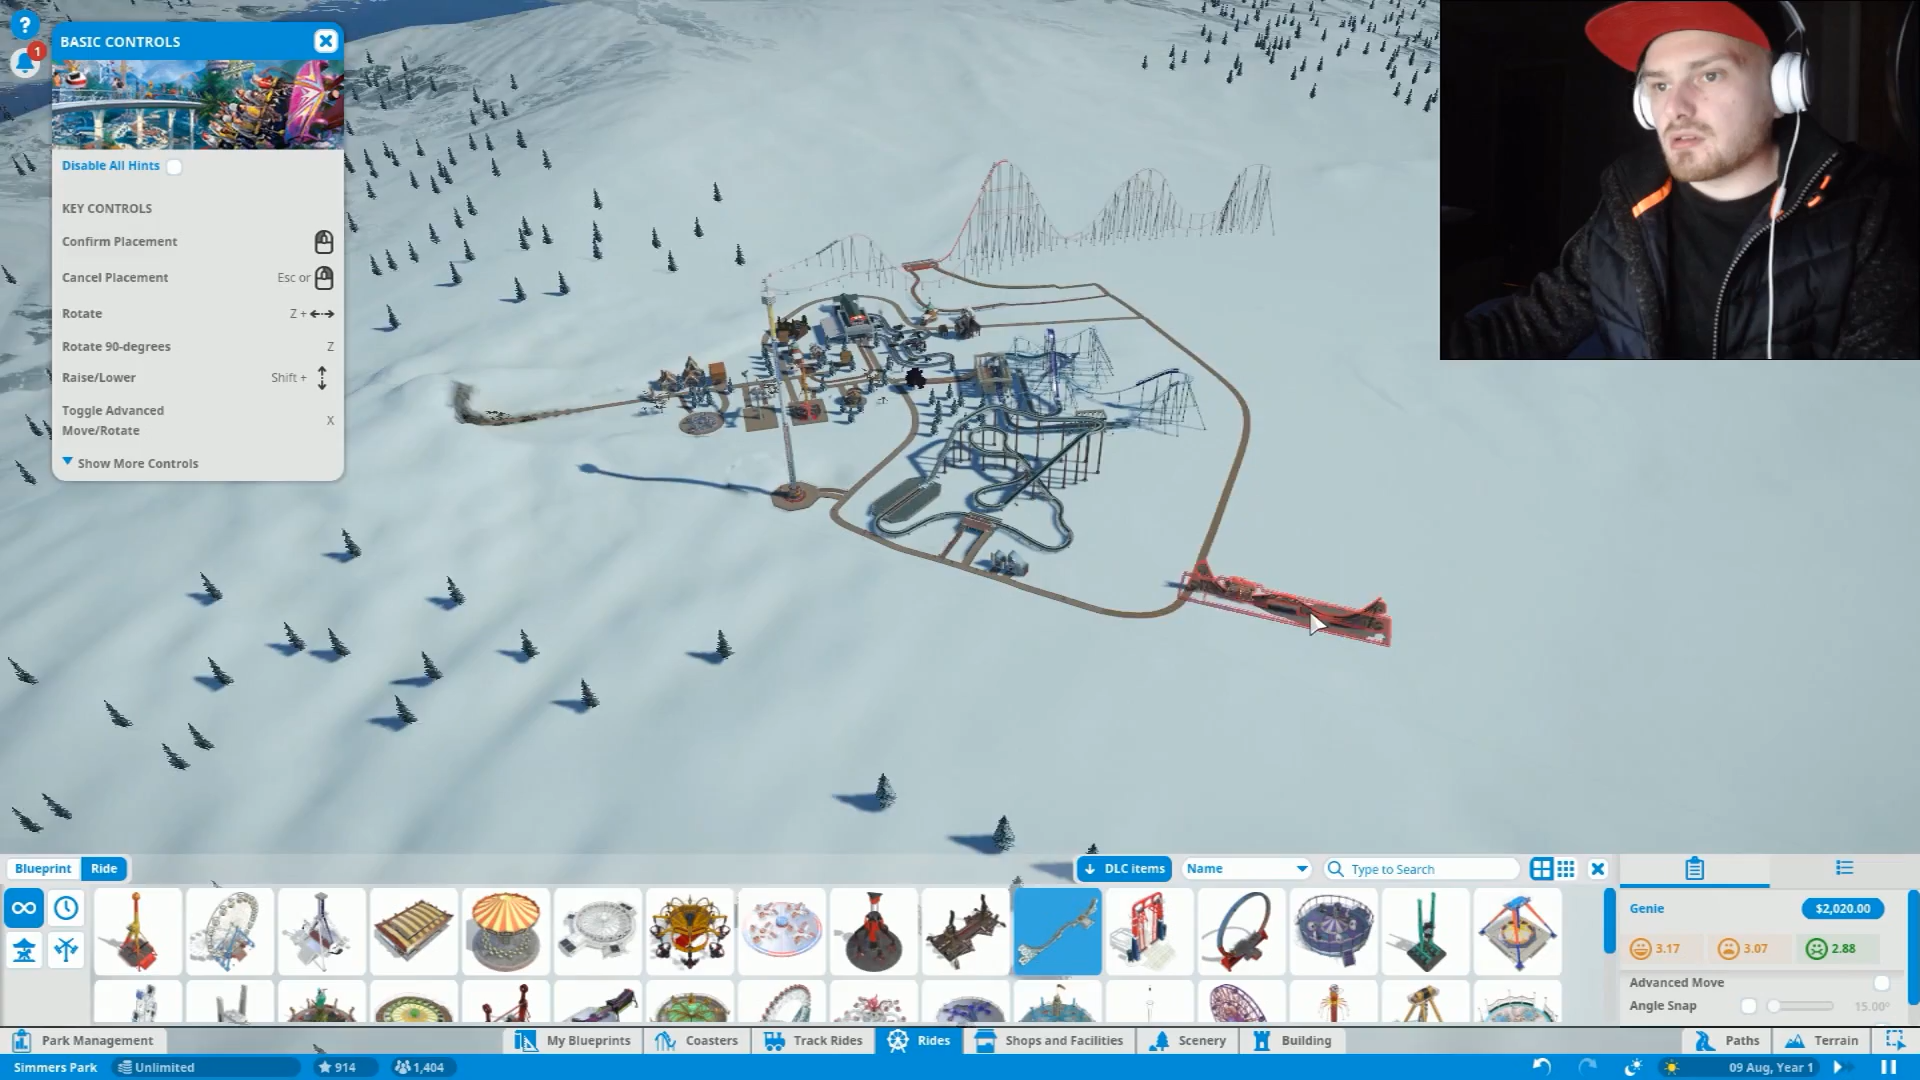 ?
1
BASIC CONTROLS
Disable All Hints
KEY CONTROLS
Confirm Placement
Cancel Placement Esc or
Rotate Z +
Rotate 90-degrees Z
Raise/Lower Shift +
Toggle Advanced
Move/Rotate X
Show More Controls
Blueprint Ride DLC items Name Type to Search
Genie $2,020.00
3.17 3.07 2.88
Advanced Move
Angle Snap 15.00°
Park Management My Blueprints Coasters Track Rides Rides Shops and Facilities Scenery Building Paths Terrain
Simmers Park Unlimited 914 1,404 09 Aug, Year 1